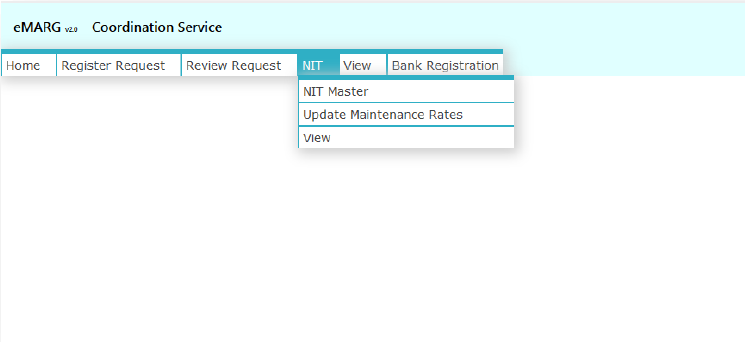 eMARG v2.0 Coordination Service
Home Register Request Review Request NIT View Bank Registration
NIT Master
Update Maintenance Rates
View